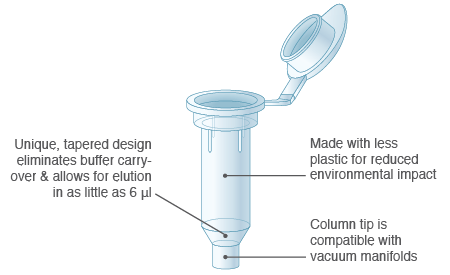 Unique, tapered design
eliminates buffer carry-
over & allows for elution
in as little as 6 µl
Made with less
plastic for reduced
environmental impact
Column tip is
compatible with
vacuum manifolds